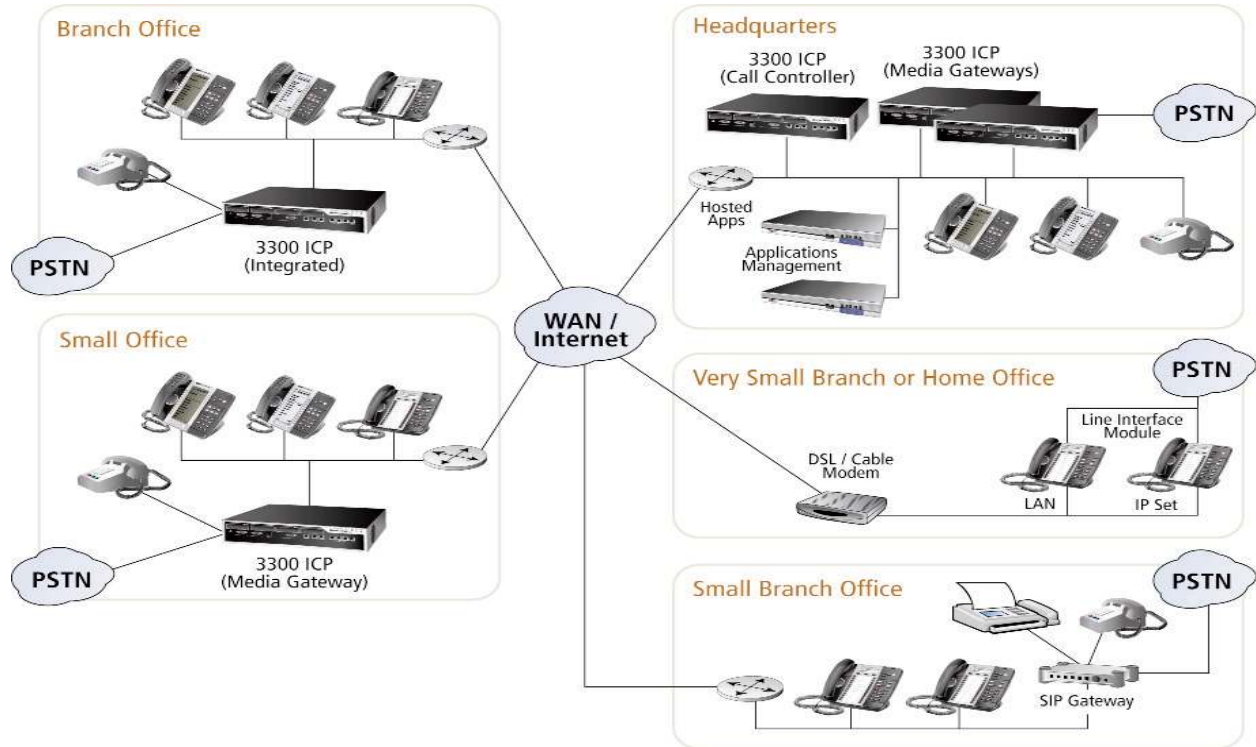 Branch Office
3300 ICP
(Integrated)
PSTN
Small Office
3300 ICP
(Media Gateway)
PSTN
WAN /
Internet
Headquarters
3300 ICP
(Call Controller)
3300 ICP
(Media Gateways)
PSTN
Hosted
Apps
Applications
Management
Very Small Branch or Home Office
PSTN
Line Interface
Module
DSL / Cable
Modem
LAN
IP Set
Small Branch Office
PSTN
SIP Gateway